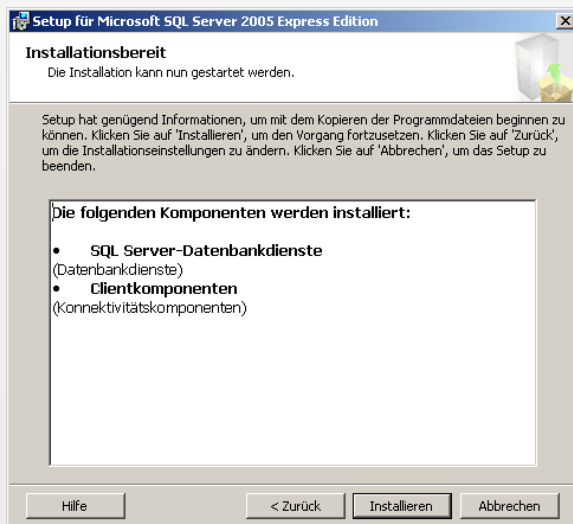 Setup für Microsoft SQL Server 2005 Express Edition
Installationsbereit
Die Installation kann nun gestartet werden.
Setup hat genügend Informationen, um mit dem Kopieren der Programmdateien beginnen zu
können. Klicken Sie auf 'Installieren', um den Vorgang fortzusetzen. Klicken Sie auf 'Zurück',
um die Installationseinstellungen zu ändern. Klicken Sie auf 'Abbrechen', um das Setup zu
beenden.
Die folgenden Komponenten werden installiert:
• SQL Server-Datenbankdienste
(Datenbankdienste)
• Clientkomponenten
(Konnektivitätskomponenten)
Hilfe < Zurück Installieren Abbrechen